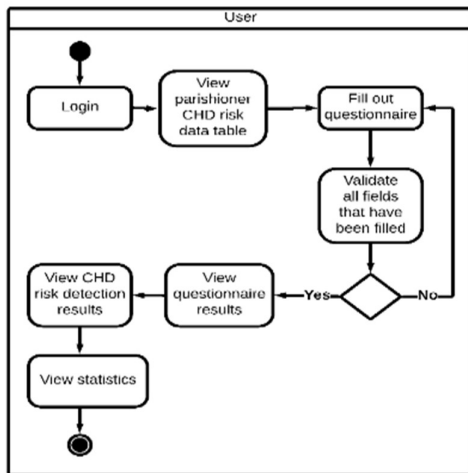 User
Login
View
parishioner
CHD risk
data table
Fill out
questionnaire
Validate
all fields
that have
been filled
Yes
No
View
questionnaire
results
View CHD
risk detection
results
View statistics